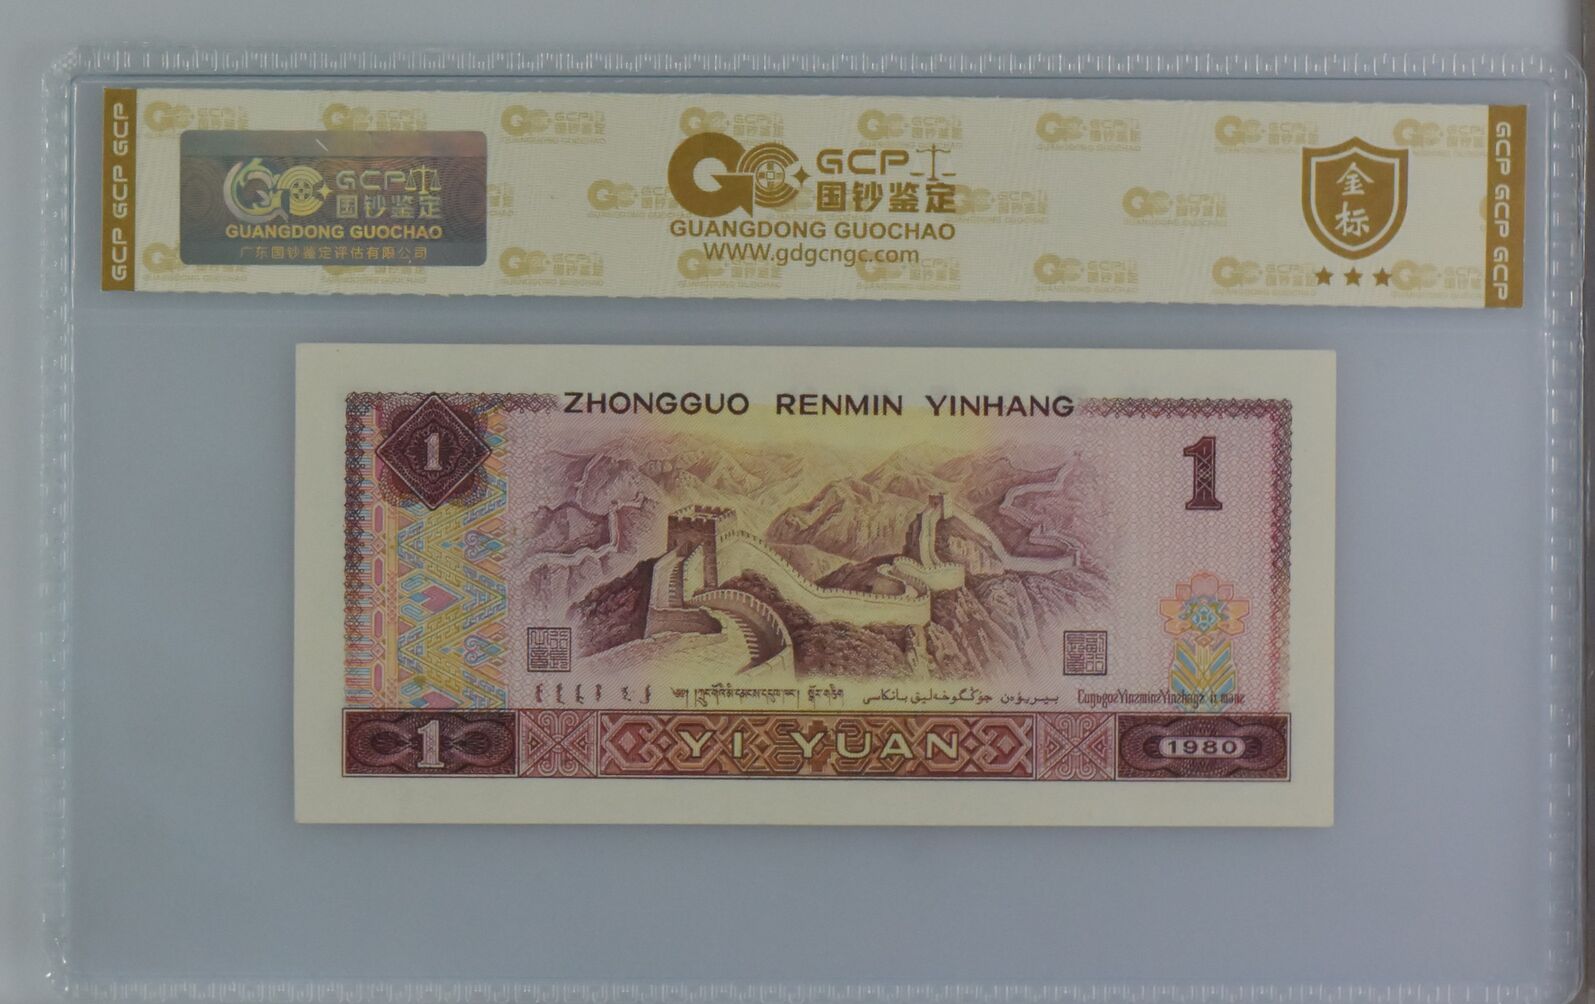 GCP GCP GCP
GCP
国钞鉴定
GUANGDONG GUOCHAO
广东国钞鉴定评估有限公司
GCP
国钞鉴定
GUANGDONG GUOCHAO
WWW.gdgcngc.com
金
标
GCP GCP GCP
ZHONGGUO RENMIN YINHANG
1
1
1
YI YUAN
1980